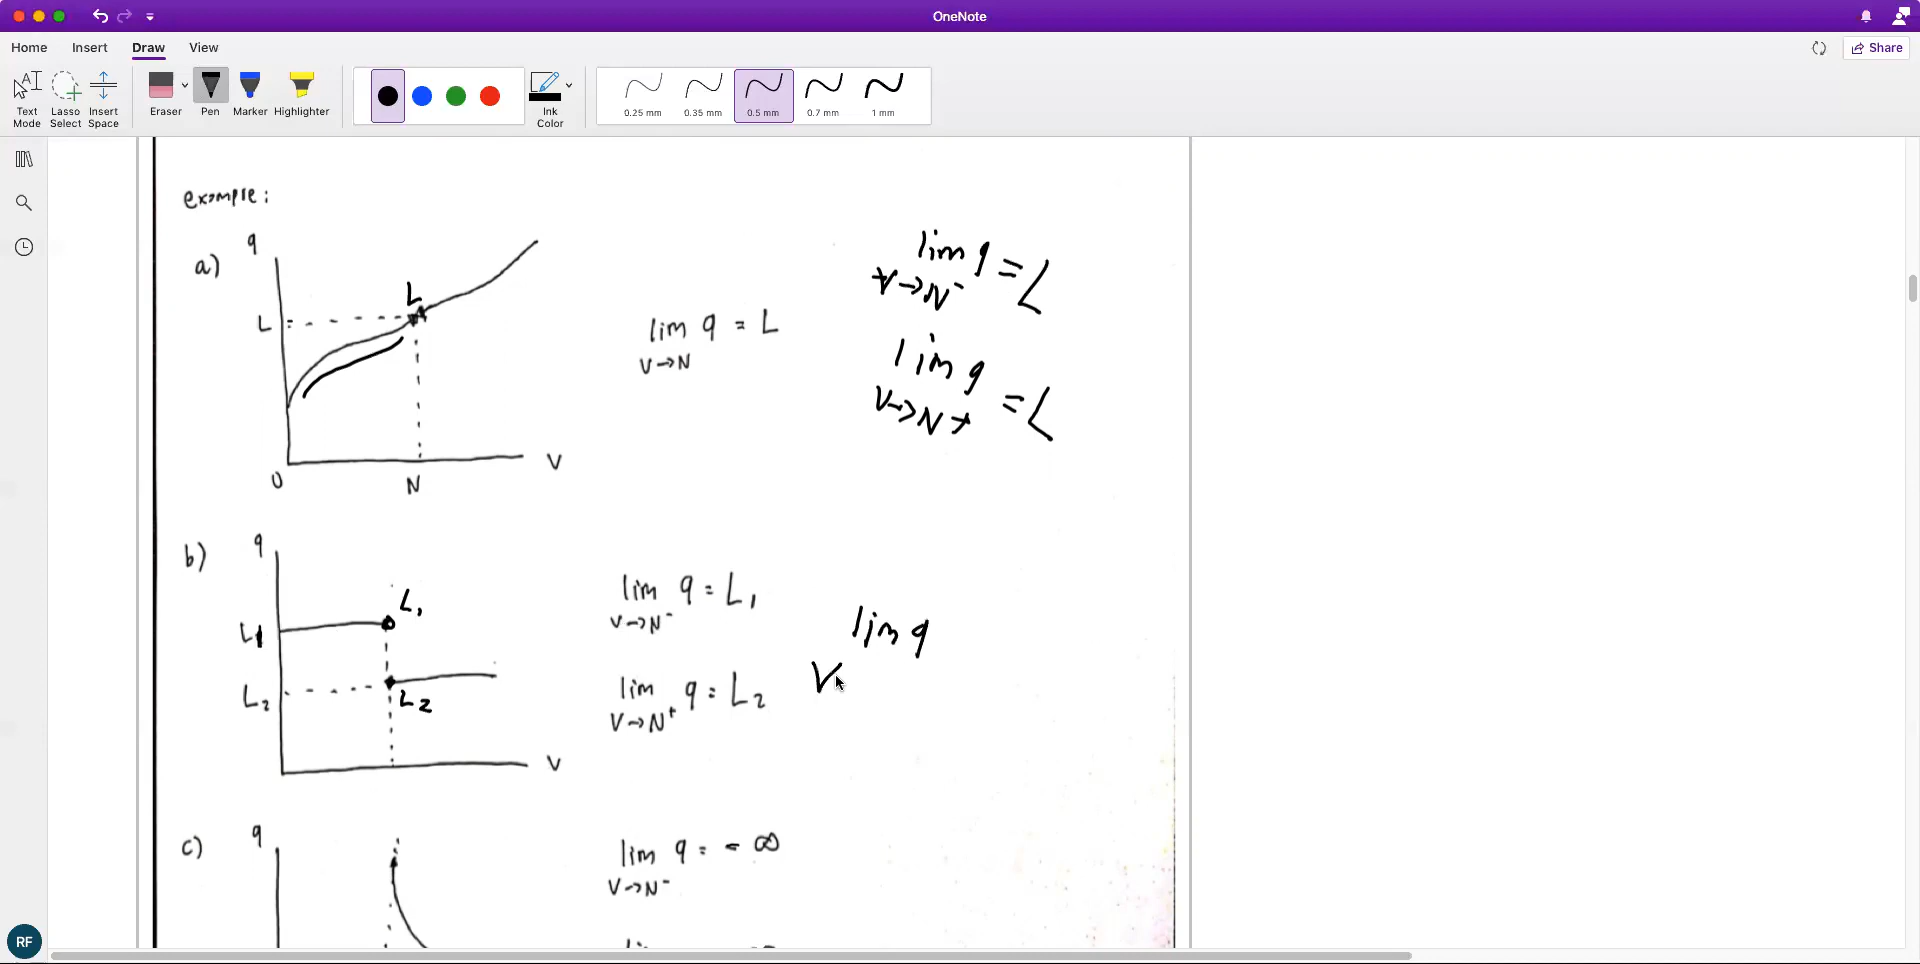 OneNote
Home Insert Draw View
Share
Text Mode
Lasso Select
Insert Space
Eraser
Pen
Marker
Highlighter
Ink Color
0.25 mm
0.35 mm
0.5 mm
0.7 mm
1 mm
example:
a)
q
L
L
0
N
V
lim q = L
V→N
lim q = L
V→N⁻
lim q = L
V→N+
b)
q
L1
L₁
L₂
L2
V
lim q = L₁
V→N⁻
lim q = L₂
V→N⁺
lim q
V
c)
q
lim q = -∞
V→N⁻
RF